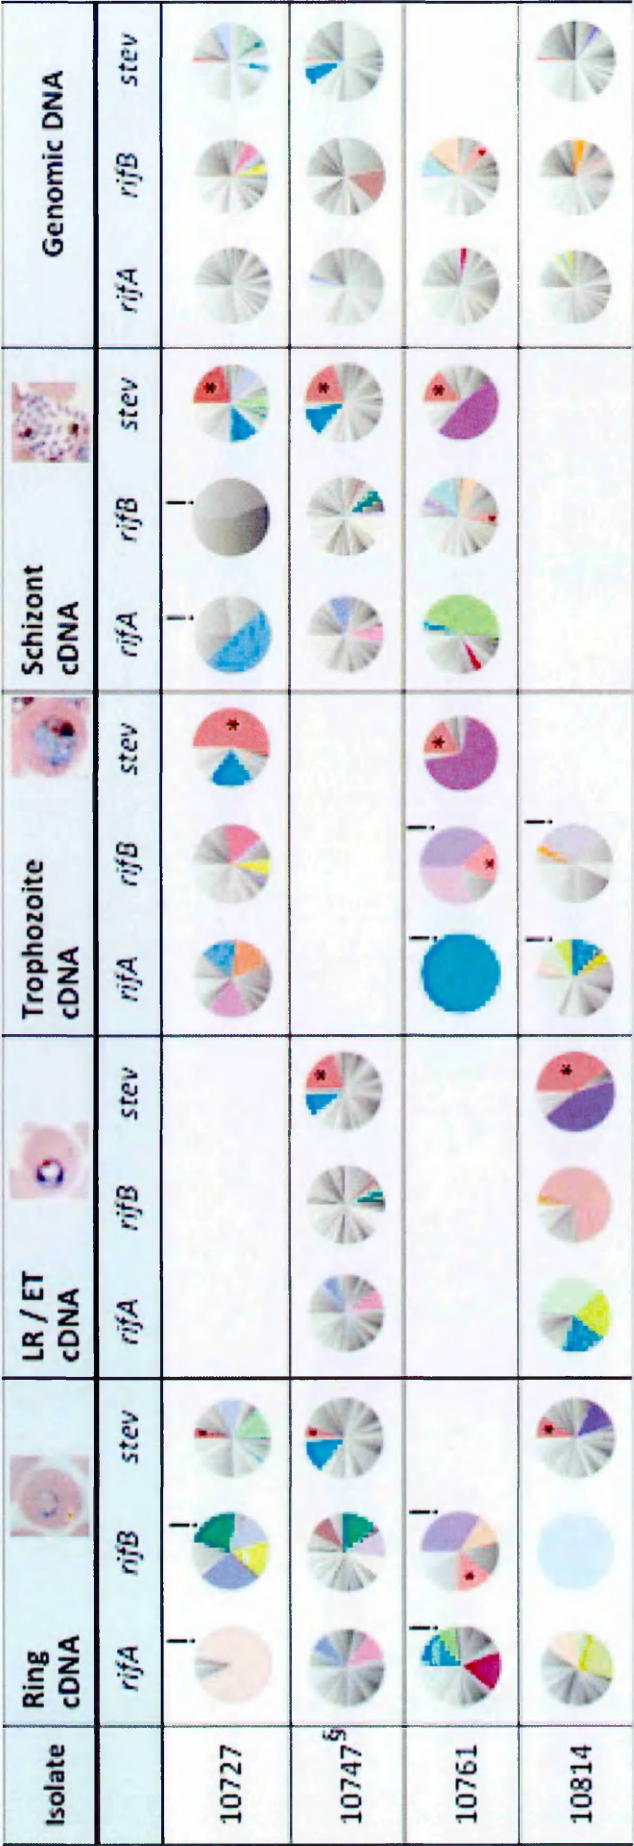 Isolate Ring LR / ET Trophozoite Schizont Genomic DNA
cDNA cDNA cDNA cDNA
rifA rifB stev rifA rifB stev rifA rifB stev rifA rifB stev rifA rifB stev
10727 ! ! * * ! ! *
10747§ * * *
10761 ! ! * ! ! * * * * *
10814 * * ! !